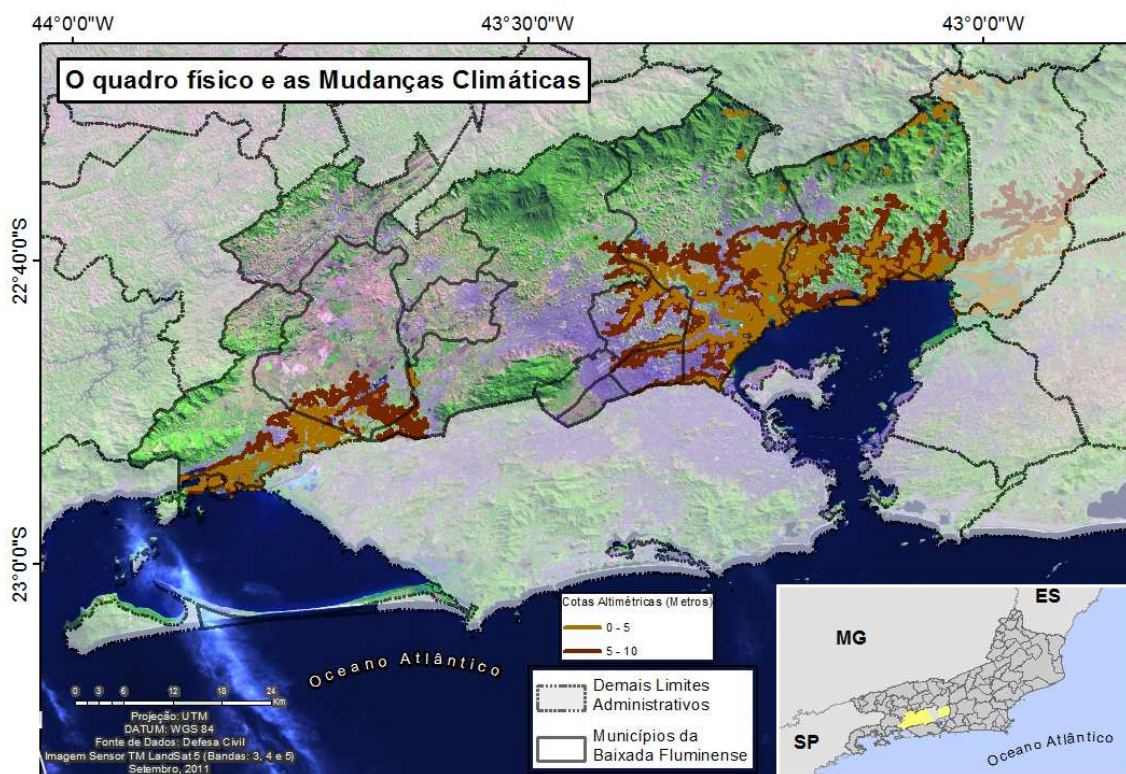 44°0'0"W
43°30'0"W
43°0'0"W
O quadro físico e as Mudanças Climáticas
22°40'0"S
23°0'0"S
Cotas Altimétricas (Metros)
0 - 5
5 - 10
Oceano Atlântico
Demais Limites
Administrativos
Municípios da
Baixada Fluminense
0 3 6 12 18 24
Km
Projeção: UTM
DATUM: WGS 84
Fonte de Dados: Defesa Civil
Imagem Sensor TM LandSat 5 (Bandas: 3, 4 e 5)
Setembro, 2011
ES
MG
SP
Oceano Atlântico